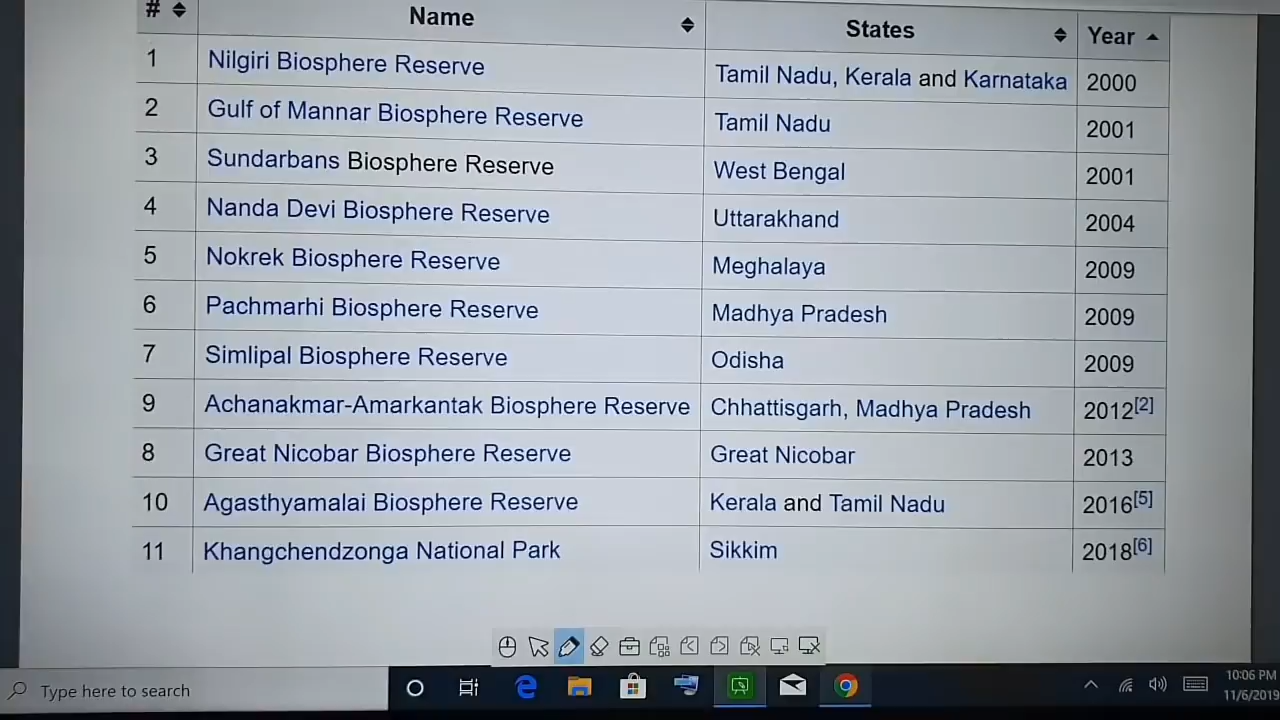 # Name States Year
1 Nilgiri Biosphere Reserve Tamil Nadu, Kerala and Karnataka 2000
2 Gulf of Mannar Biosphere Reserve Tamil Nadu 2001
3 Sundarbans Biosphere Reserve West Bengal 2001
4 Nanda Devi Biosphere Reserve Uttarakhand 2004
5 Nokrek Biosphere Reserve Meghalaya 2009
6 Pachmarhi Biosphere Reserve Madhya Pradesh 2009
7 Simlipal Biosphere Reserve Odisha 2009
9 Achanakmar-Amarkantak Biosphere Reserve Chhattisgarh, Madhya Pradesh 2012[2]
8 Great Nicobar Biosphere Reserve Great Nicobar 2013
10 Agasthyamalai Biosphere Reserve Kerala and Tamil Nadu 2016[5]
11 Khangchendzonga National Park Sikkim 2018[6]
Type here to search
10:06 PM
11/6/2019